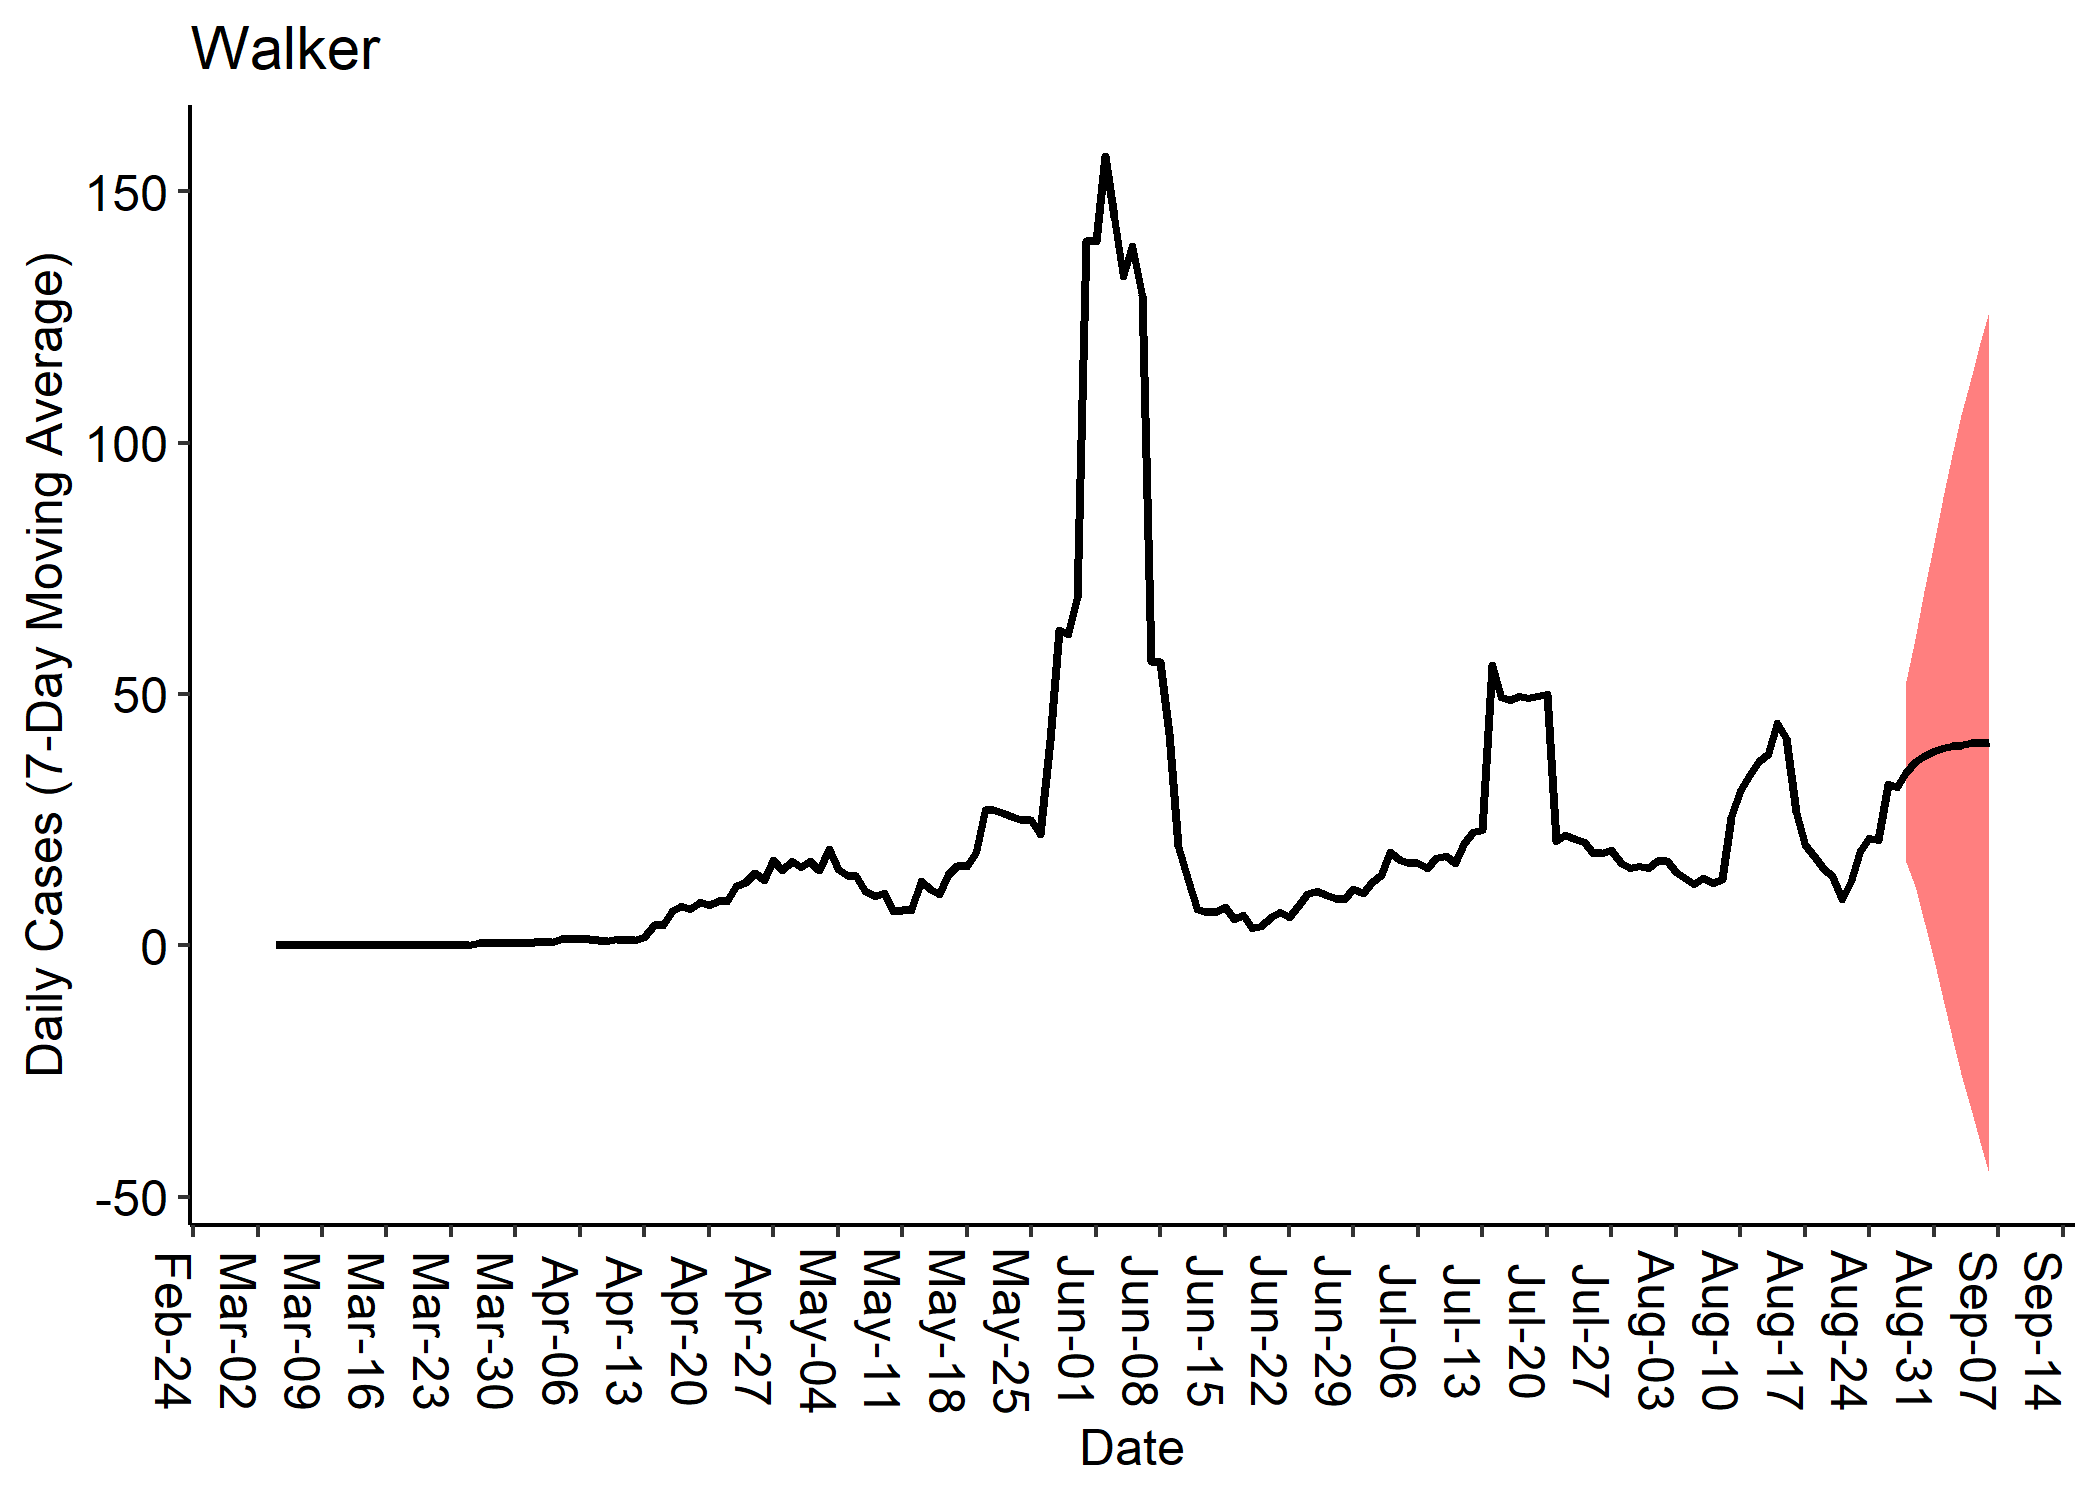 Walker
Daily Cases (7-Day Moving Average)
150
100
50
0
-50
Feb-24
Mar-02
Mar-09
Mar-16
Mar-23
Mar-30
Apr-06
Apr-13
Apr-20
Apr-27
May-04
May-11
May-18
May-25
Jun-01
Jun-08
Jun-15
Jun-22
Jun-29
Jul-06
Jul-13
Jul-20
Jul-27
Aug-03
Aug-10
Aug-17
Aug-24
Aug-31
Sep-07
Sep-14
Date